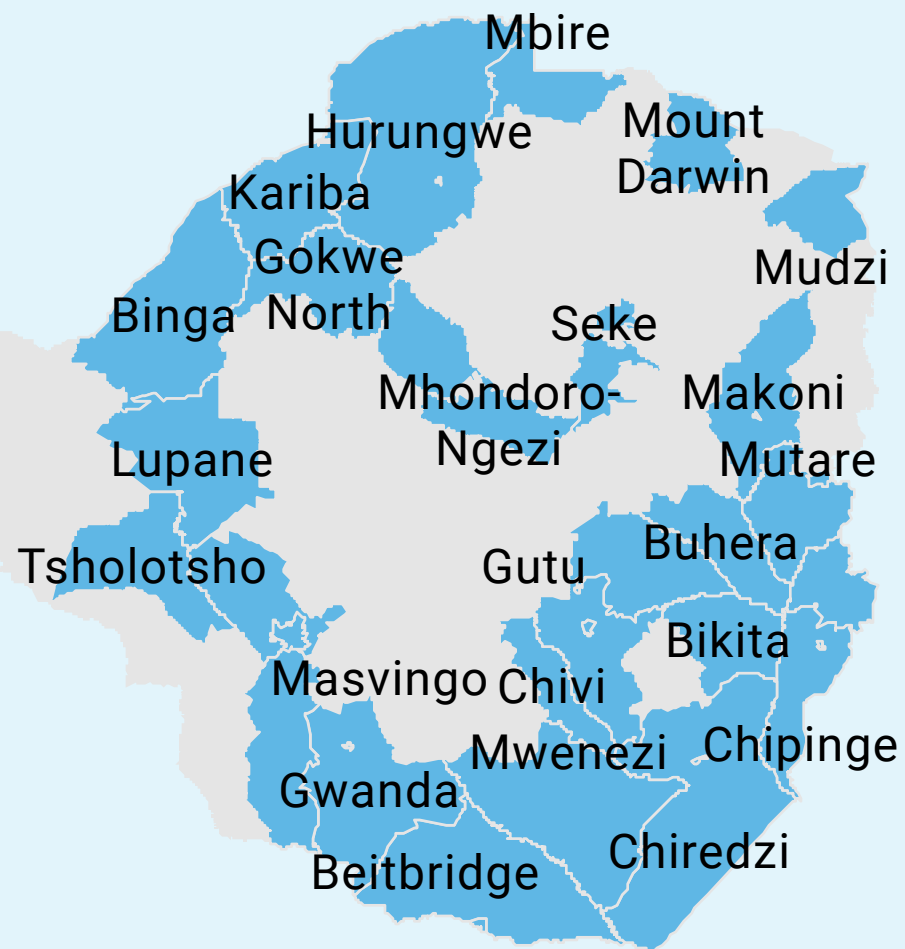 Mbire
Hurungwe
Mount
Darwin
Kariba
Gokwe
North
Mudzi
Binga
Seke
Mhondoro-
Ngezi
Makoni
Lupane
Mutare
Tsholotsho
Gutu
Buhera
Bikita
Masvingo
Chivi
Mwenezi
Chipinge
Gwanda
Chiredzi
Beitbridge